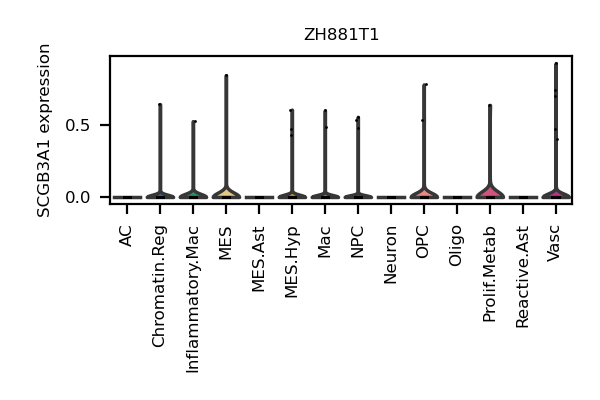 ZH881T1
SCGB3A1 expression
0.5
0.0
AC
Chromatin.Reg
Inflammatory.Mac
MES
MES.Ast
MES.Hyp
Mac
NPC
Neuron
OPC
Oligo
Prolif.Metab
Reactive.Ast
Vasc